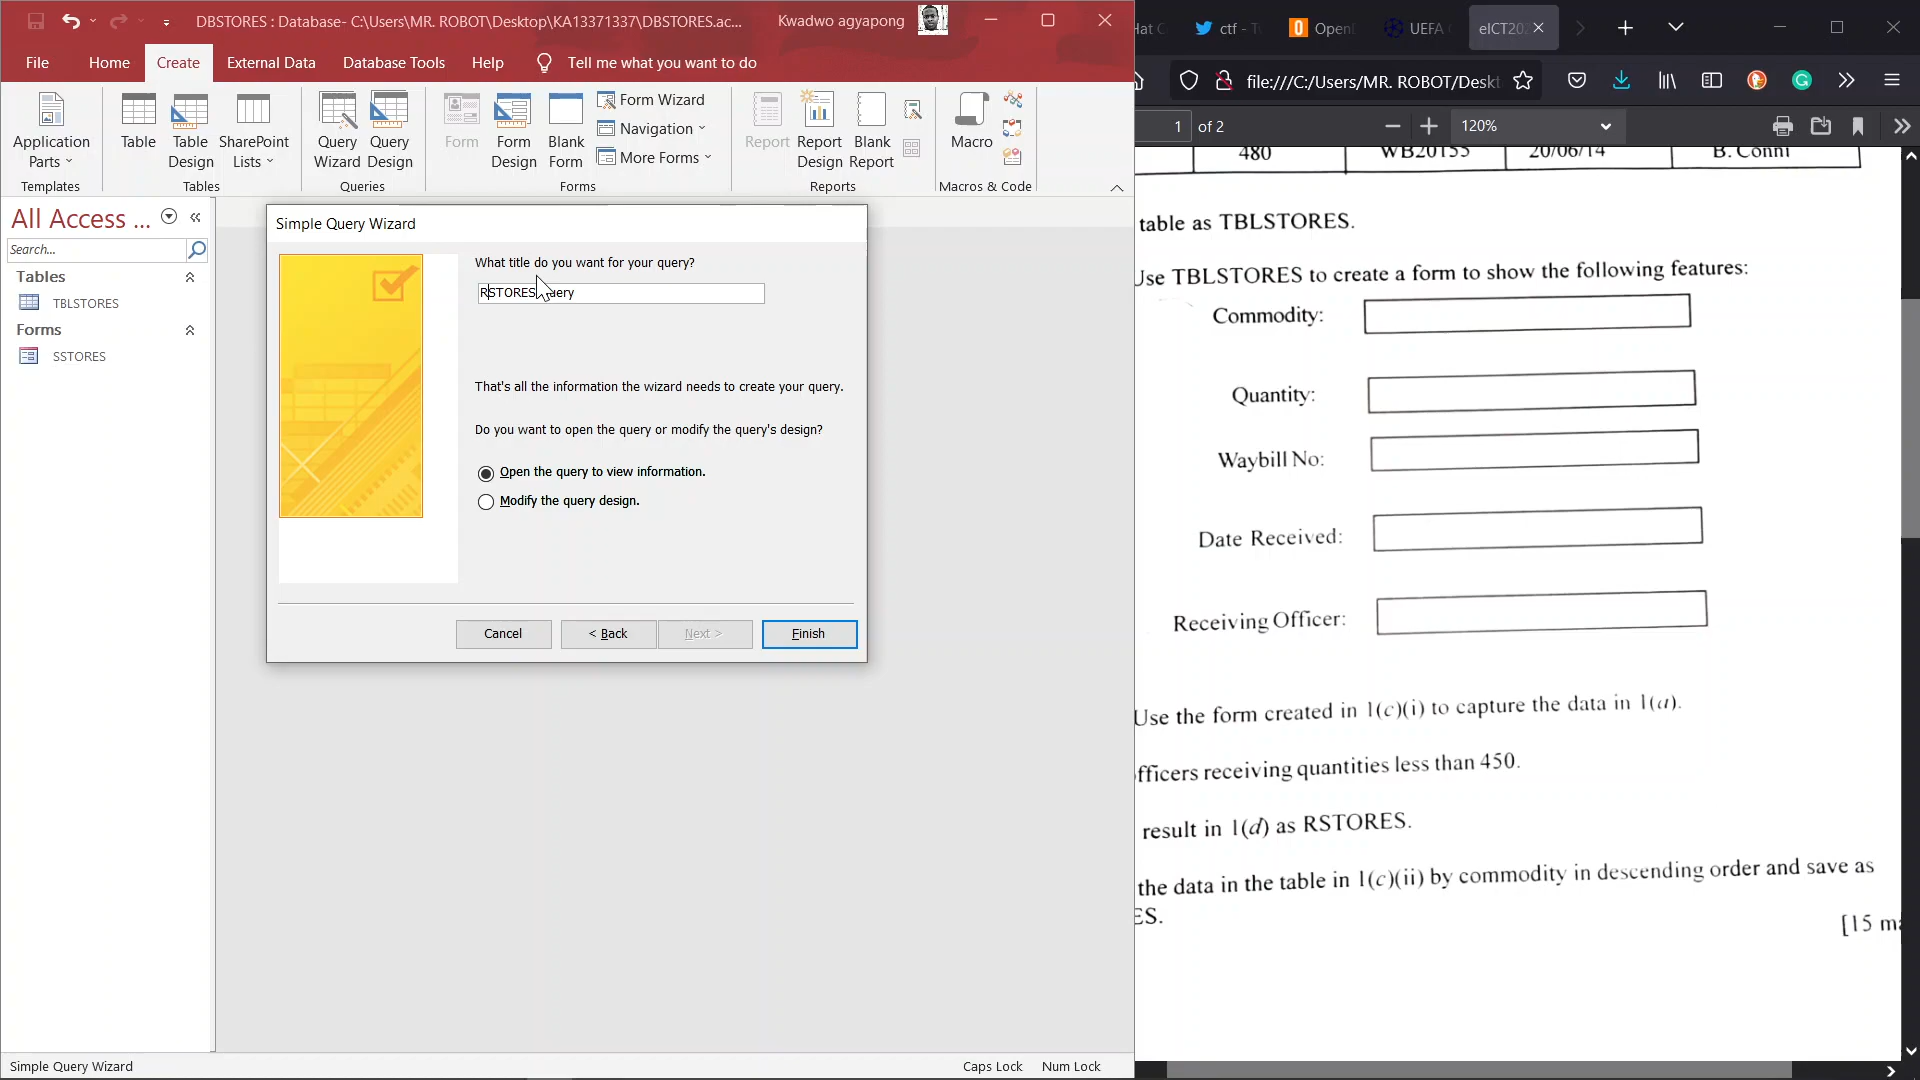 DBSTORES : Database- C:\Users\MR. ROBOT\Desktop\KA13371337\DBSTORES.ac...
Kwadwo agyapong
File
Home
Create
External Data
Database Tools
Help
Tell me what you want to do
Application
Parts
Templates
Table
Table
Design
SharePoint
Lists
Tables
Query
Wizard
Query
Design
Queries
Form
Form
Design
Blank
Form
Form Wizard
Navigation
More Forms
Forms
Report
Report
Design
Blank
Report
Reports
Macro
Macros & Code
All Access ...
Search...
Tables
TBLSTORES
Forms
SSTORES
Simple Query Wizard
What title do you want for your query?
RSTORES
That's all the information the wizard needs to create your query.
Do you want to open the query or modify the query's design?
Open the query to view information.
Modify the query design.
Cancel
< Back
Next >
Finish
Simple Query Wizard
Caps Lock
Num Lock
Hat C
ctf - T
Open
UEFA
eICT202
file:///C:/Users/MR. ROBOT/Deskt
1 of 2
120%
480
WB20155
20/06/14
B. Conni
table as TBLSTORES.
Use TBLSTORES to create a form to show the following features:
Commodity:
Quantity:
Waybill No:
Date Received:
Receiving Officer:
Use the form created in 1(c)(i) to capture the data in 1(a).
fficers receiving quantities less than 450.
result in 1(d) as RSTORES.
the data in the table in 1(c)(ii) by commodity in descending order and save as
ES.
[15 ma